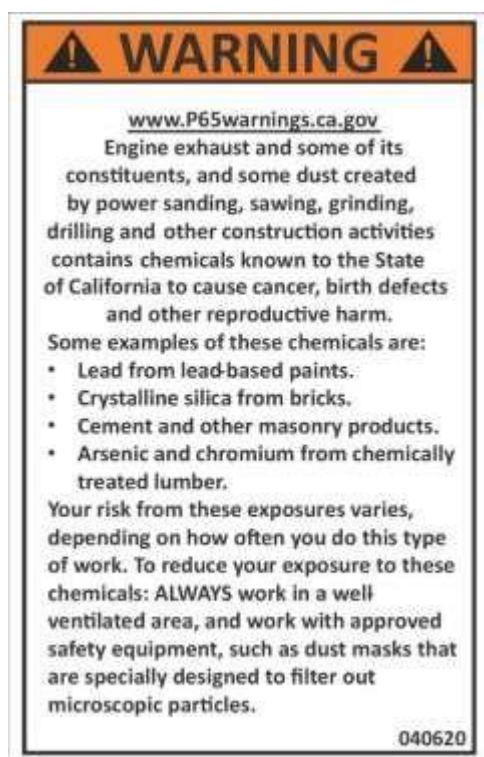 WARNING
www.P65warnings.ca.gov
Engine exhaust and some of its
constituents, and some dust created
by power sanding, sawing, grinding,
drilling and other construction activities
contains chemicals known to the State
of California to cause cancer, birth defects
and other reproductive harm.
Some examples of these chemicals are:
• Lead from lead-based paints.
• Crystalline silica from bricks.
• Cement and other masonry products.
• Arsenic and chromium from chemically
treated lumber.
Your risk from these exposures varies,
depending on how often you do this type
of work. To reduce your exposure to these
chemicals: ALWAYS work in a well-
ventilated area, and work with approved
safety equipment, such as dust masks that
are specially designed to filter out
microscopic particles.
040620